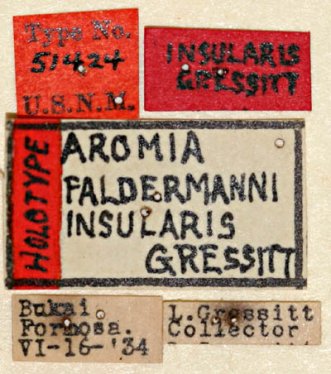 Type No.
51424
U.S.N.M.
INSULARIS
GRESSITT
HOLOTYPE
AROMIA
FALDERMANNI
INSULARIS
GRESSITT
Bukai
Formosa.
VI-16-'34
L. Gressitt
Collector